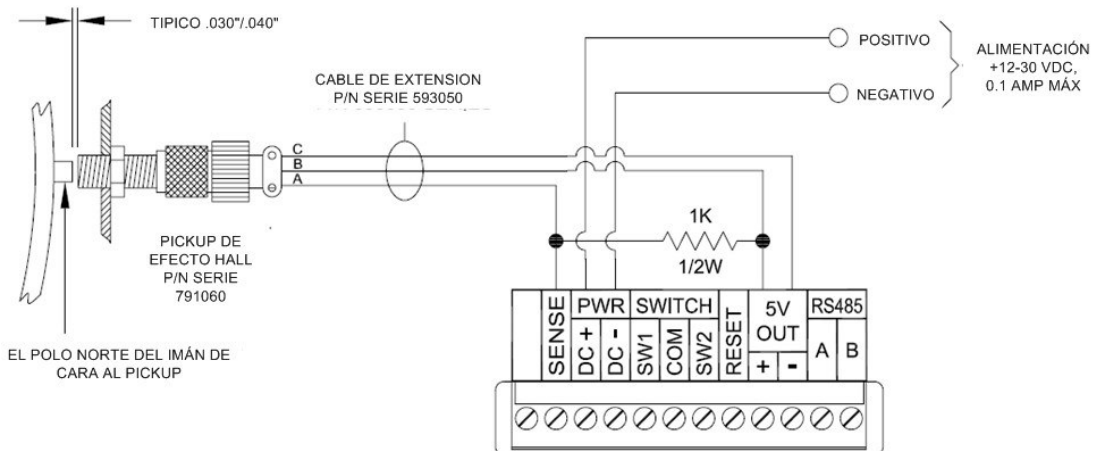 TIPICO .030"/.040"
POSITIVO
NEGATIVO
ALIMENTACIÓN
+12-30 VDC,
0.1 AMP MÁX
CABLE DE EXTENSION
P/N SERIE 593050
C
B
A
PICKUP DE
EFECTO HALL
P/N SERIE
791060
1K
1/2W
EL POLO NORTE DEL IMÁN DE
CARA AL PICKUP
SENSE
PWR
DC +
DC -
SWITCH
SW1
COM
SW2
RESET
5V
OUT
+
-
RS485
A
B